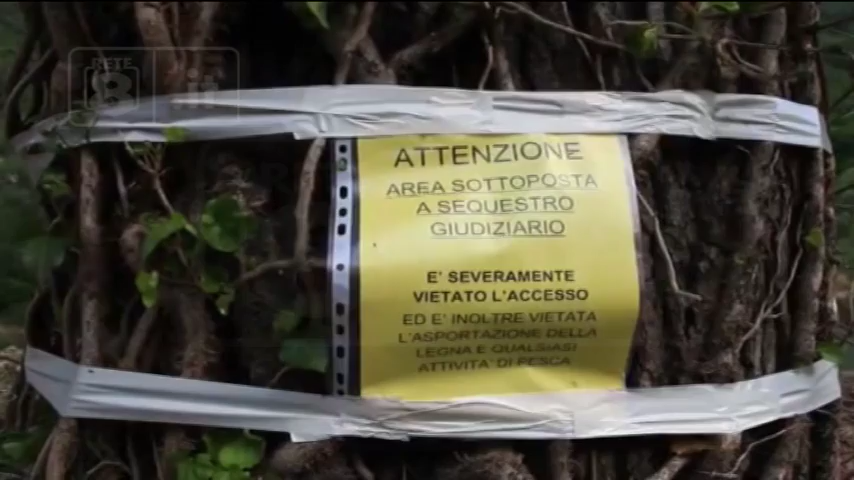 RETE
8
.it
ATTENZIONE
AREA SOTTOPOSTA
A SEQUESTRO
GIUDIZIARIO
E' SEVERAMENTE
VIETATO L'ACCESSO
ED E' INOLTRE VIETATA
L'ASPORTAZIONE DELLA
LEGNA E QUALSIASI
ATTIVITA' DI PESCA